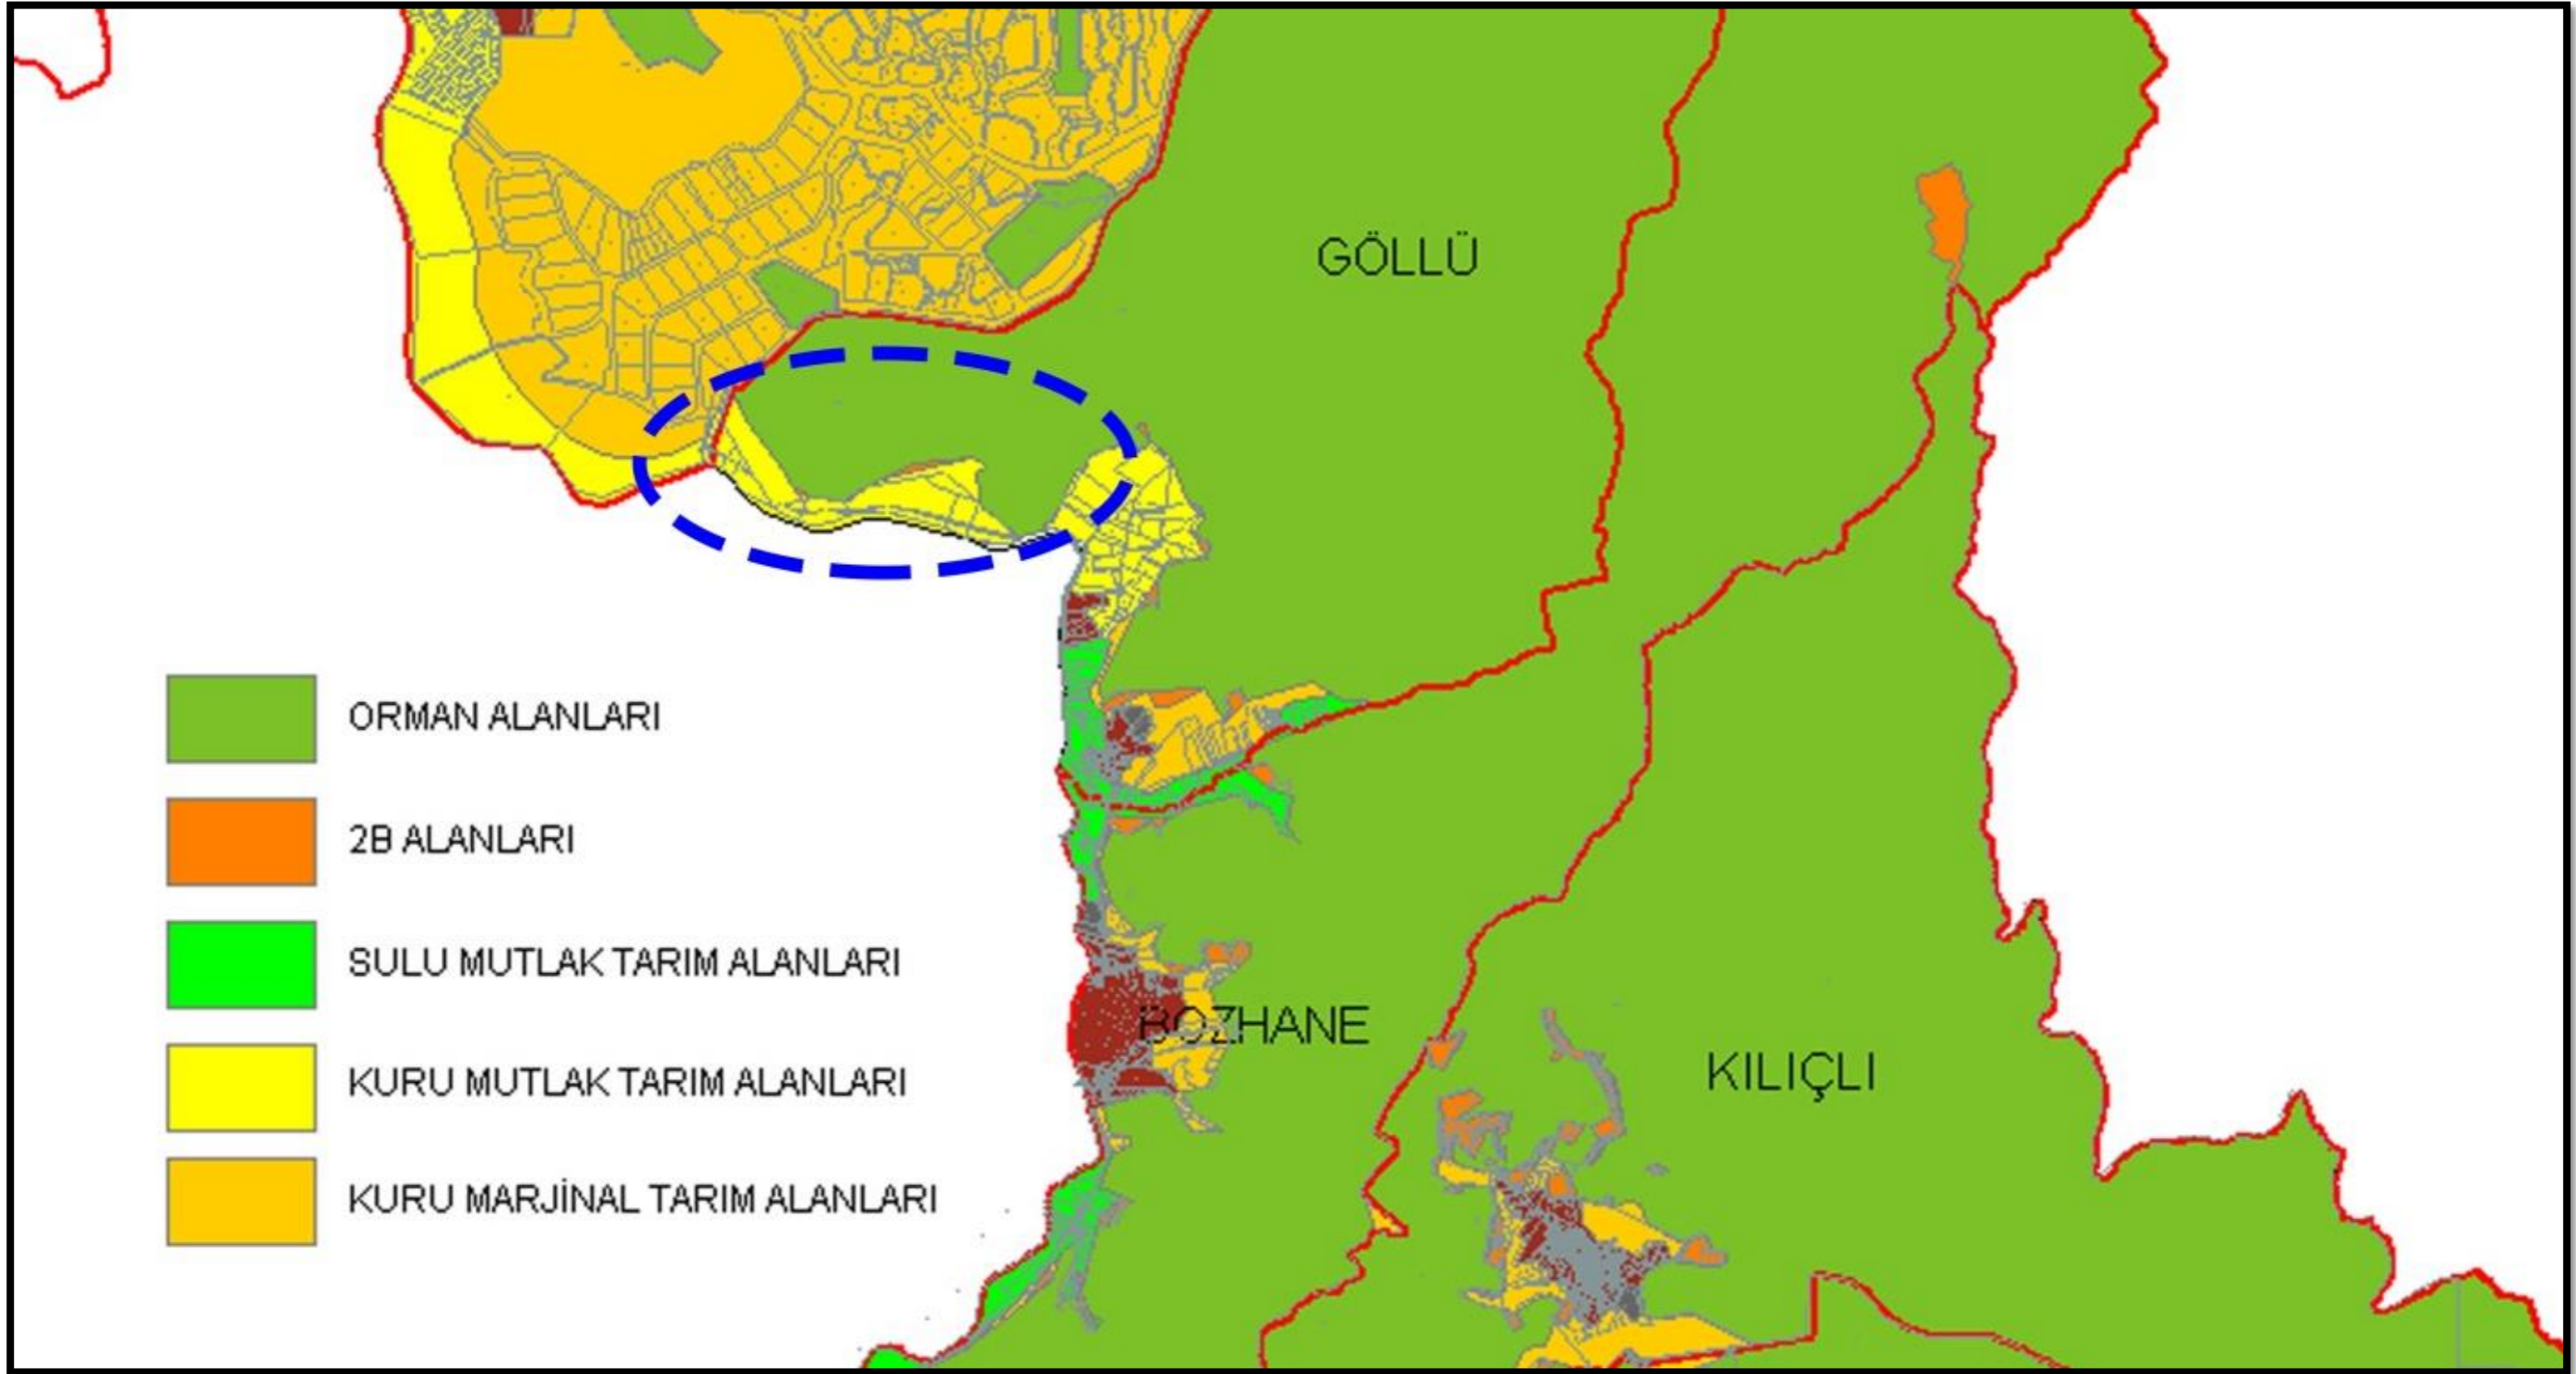 GÖLLÜ
ORMAN ALANLARI
2B ALANLARI
SULU MUTLAK TARIM ALANLARI
BOZHANE
KILIÇLI
KURU MUTLAK TARIM ALANLARI
KURU MARJİNAL TARIM ALANLARI